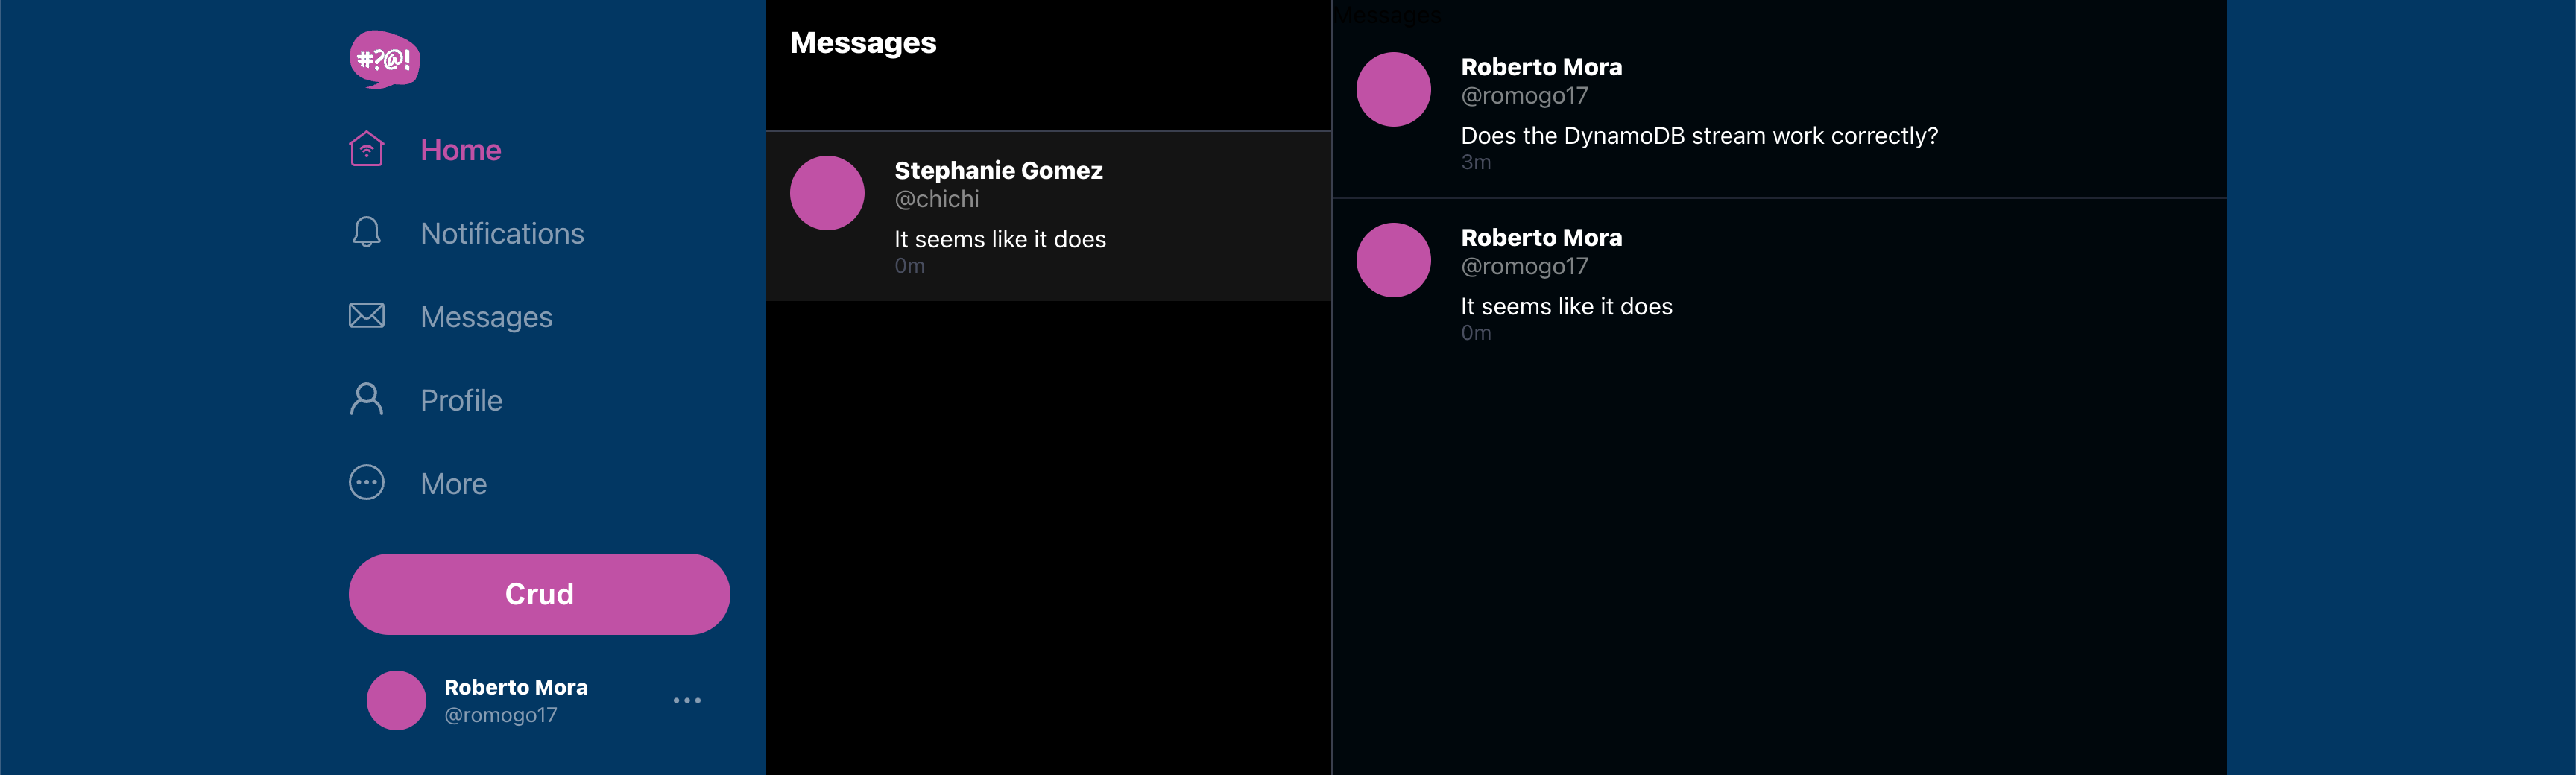 #?@!
Home
Notifications
Messages
Profile
More
Crud
Roberto Mora
@romogo17
Messages
Stephanie Gomez
@chichi
It seems like it does
0m
Messages
Roberto Mora
@romogo17
Does the DynamoDB stream work correctly?
3m
Roberto Mora
@romogo17
It seems like it does
0m